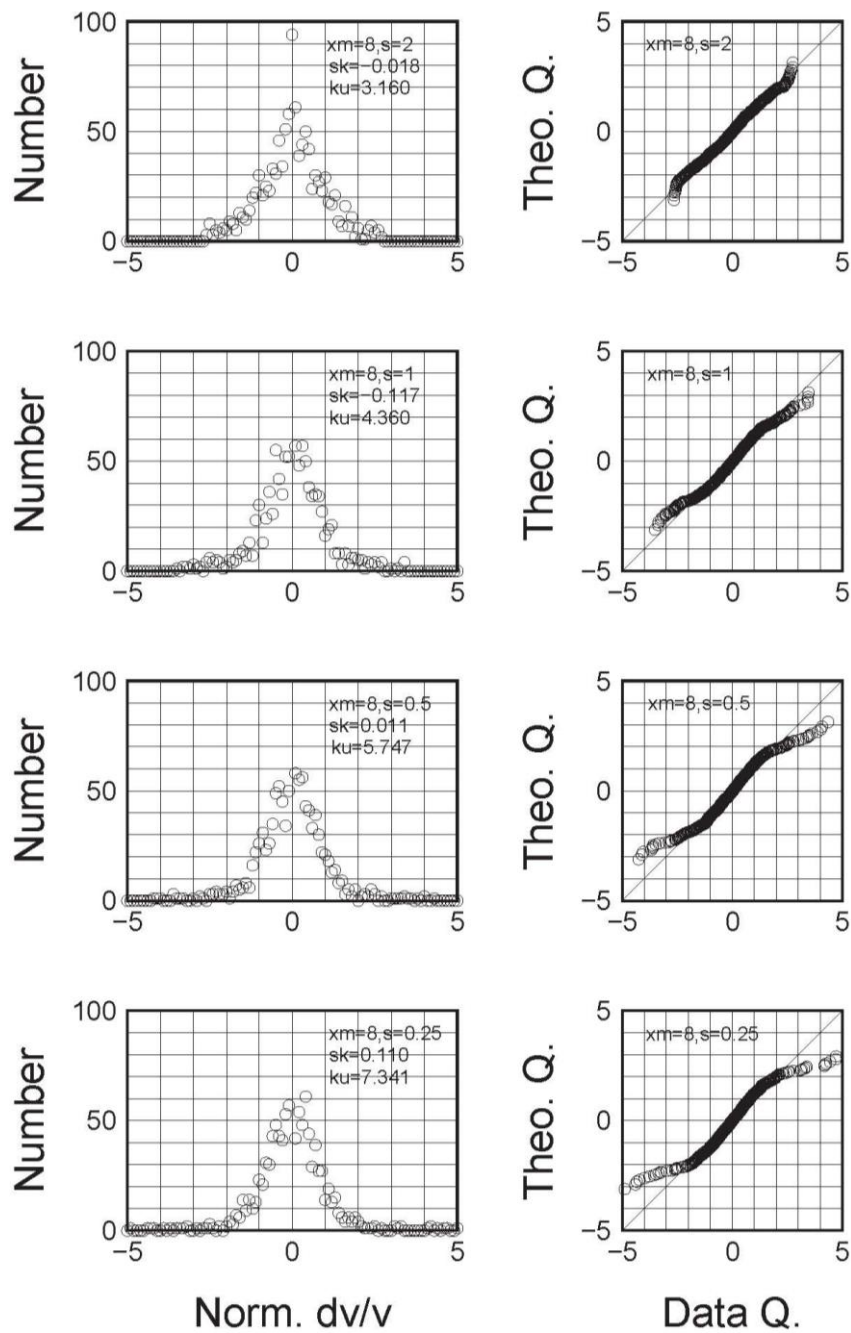 100
50
0
−5
0
5
Number
xm=8,s=2
sk=−0.018
ku=3.160
5
0
−5
−5
0
5
Theo. Q.
xm=8,s=2
100
50
0
−5
0
5
Number
xm=8,s=1
sk=−0.117
ku=4.360
5
0
−5
−5
0
5
Theo. Q.
xm=8,s=1
100
50
0
−5
0
5
Number
xm=8,s=0.5
sk=0.011
ku=5.747
5
0
−5
−5
0
5
Theo. Q.
xm=8,s=0.5
100
50
0
−5
0
5
Number
xm=8,s=0.25
sk=0.110
ku=7.341
5
0
−5
−5
0
5
Theo. Q.
xm=8,s=0.25
Norm. dv/v
Data Q.